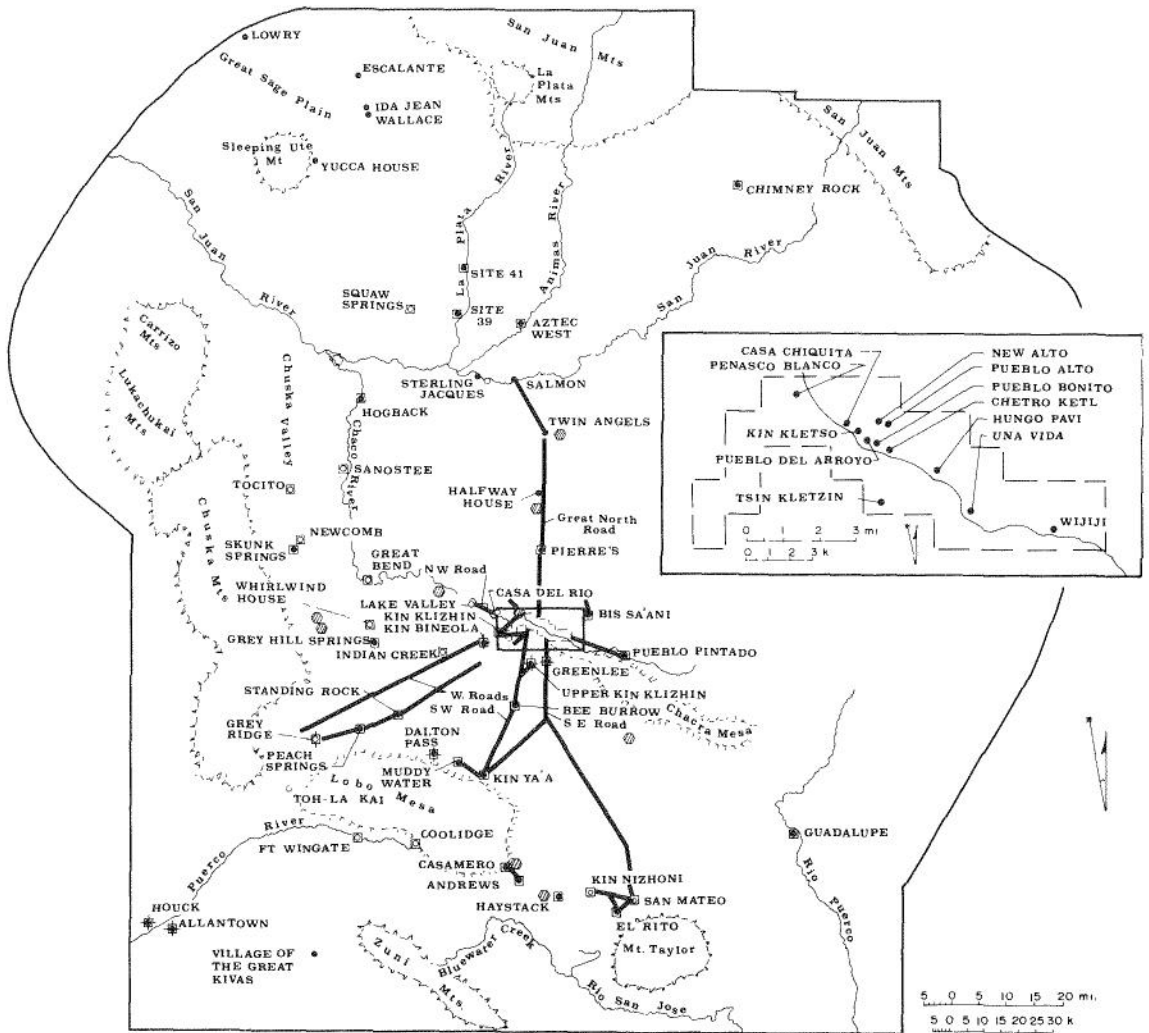 LOWRY
Great Sage Plain
ESCALANTE
IDA JEAN
WALLACE
Sleeping Ute
Mt
YUCCA HOUSE
San Juan Mts
La
Plata
Mts
San Juan Mts
CHIMNEY ROCK
San Juan River
La Plata River
Animas River
San Juan River
SITE 41
SQUAW
SPRINGS
SITE
39
AZTEC
WEST
Carrizo
Mts
Lukachukai
Mts
Chuska Valley
STERLING
JACQUES
SALMON
HOGBACK
Chaco River
TWIN ANGELS
SANOSTEE
TOCITO
HALFWAY
HOUSE
Great North
Road
NEWCOMB
SKUNK
SPRINGS
PIERRE'S
Chuska Mts
GREAT
BEND
NW Road
WHIRLWIND
HOUSE
CASA DEL RIO
LAKE VALLEY
KIN KLIZHIN
KIN BINEOLA
BIS SA'ANI
GREY HILL SPRINGS
INDIAN CREEK
PUEBLO PINTADO
GREENLEE
STANDING ROCK
W. Roads
UPPER KIN KLIZHIN
SW Road
BEE BURROW
S E Road
Chacra Mesa
GREY
RIDGE
DALTON
PASS
PEACH
SPRINGS
MUDDY
WATER
KIN YA'A
Lobo Mesa
TOH-LA KAI
Puerco River
FT WINGATE
COOLIDGE
GUADALUPE
CASAMERO
ANDREWS
KIN NIZHONI
HAYSTACK
SAN MATEO
EL RITO
HOUCK
ALLANTOWN
Mt. Taylor
Rio Puerco
VILLAGE OF
THE GREAT
KIVAS
Zuni
Mts
Bluewater Creek
Rio San Jose
CASA CHIQUITA
PENASCO BLANCO
NEW ALTO
PUEBLO ALTO
PUEBLO BONITO
CHETRO KETL
HUNGO PAVI
KIN KLETSO
UNA VIDA
PUEBLO DEL ARROYO
TSIN KLETZIN
WIJIJI
0 1 2 3 mi.
0 1 2 3 k
5 0 5 10 15 20 mi.
5 0 5 10 15 20 25 30 k